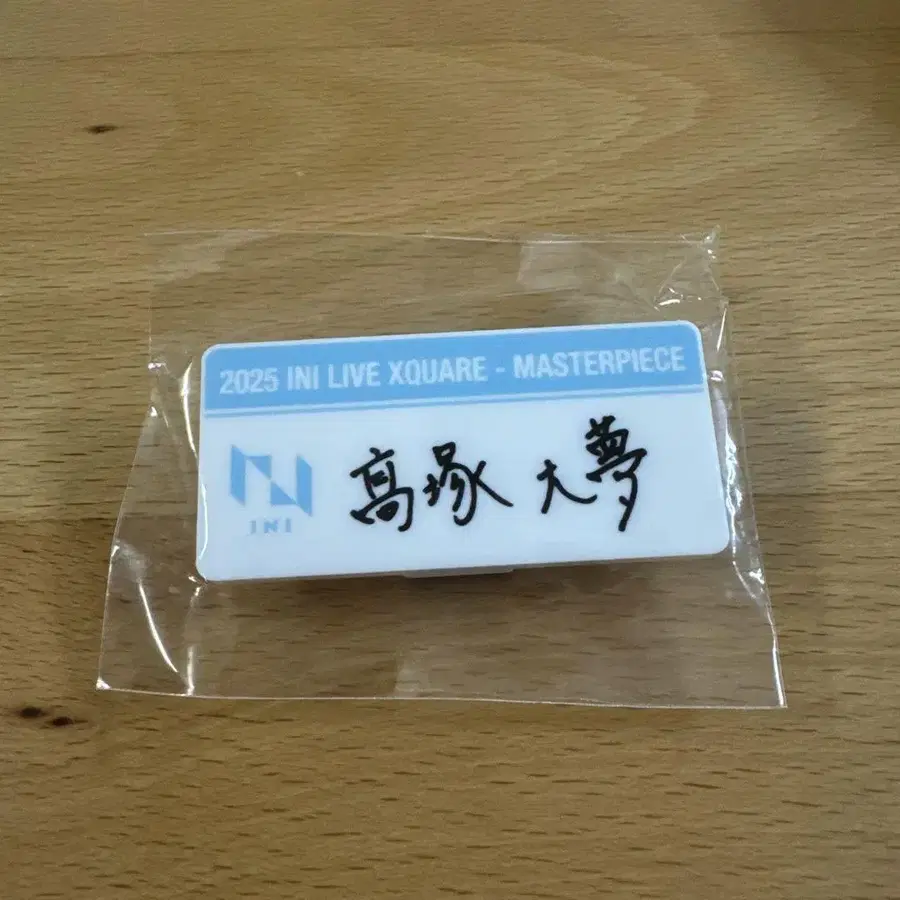 2025 INI LIVE XQUARE - MASTERPIECE
INI
高塚 大夢